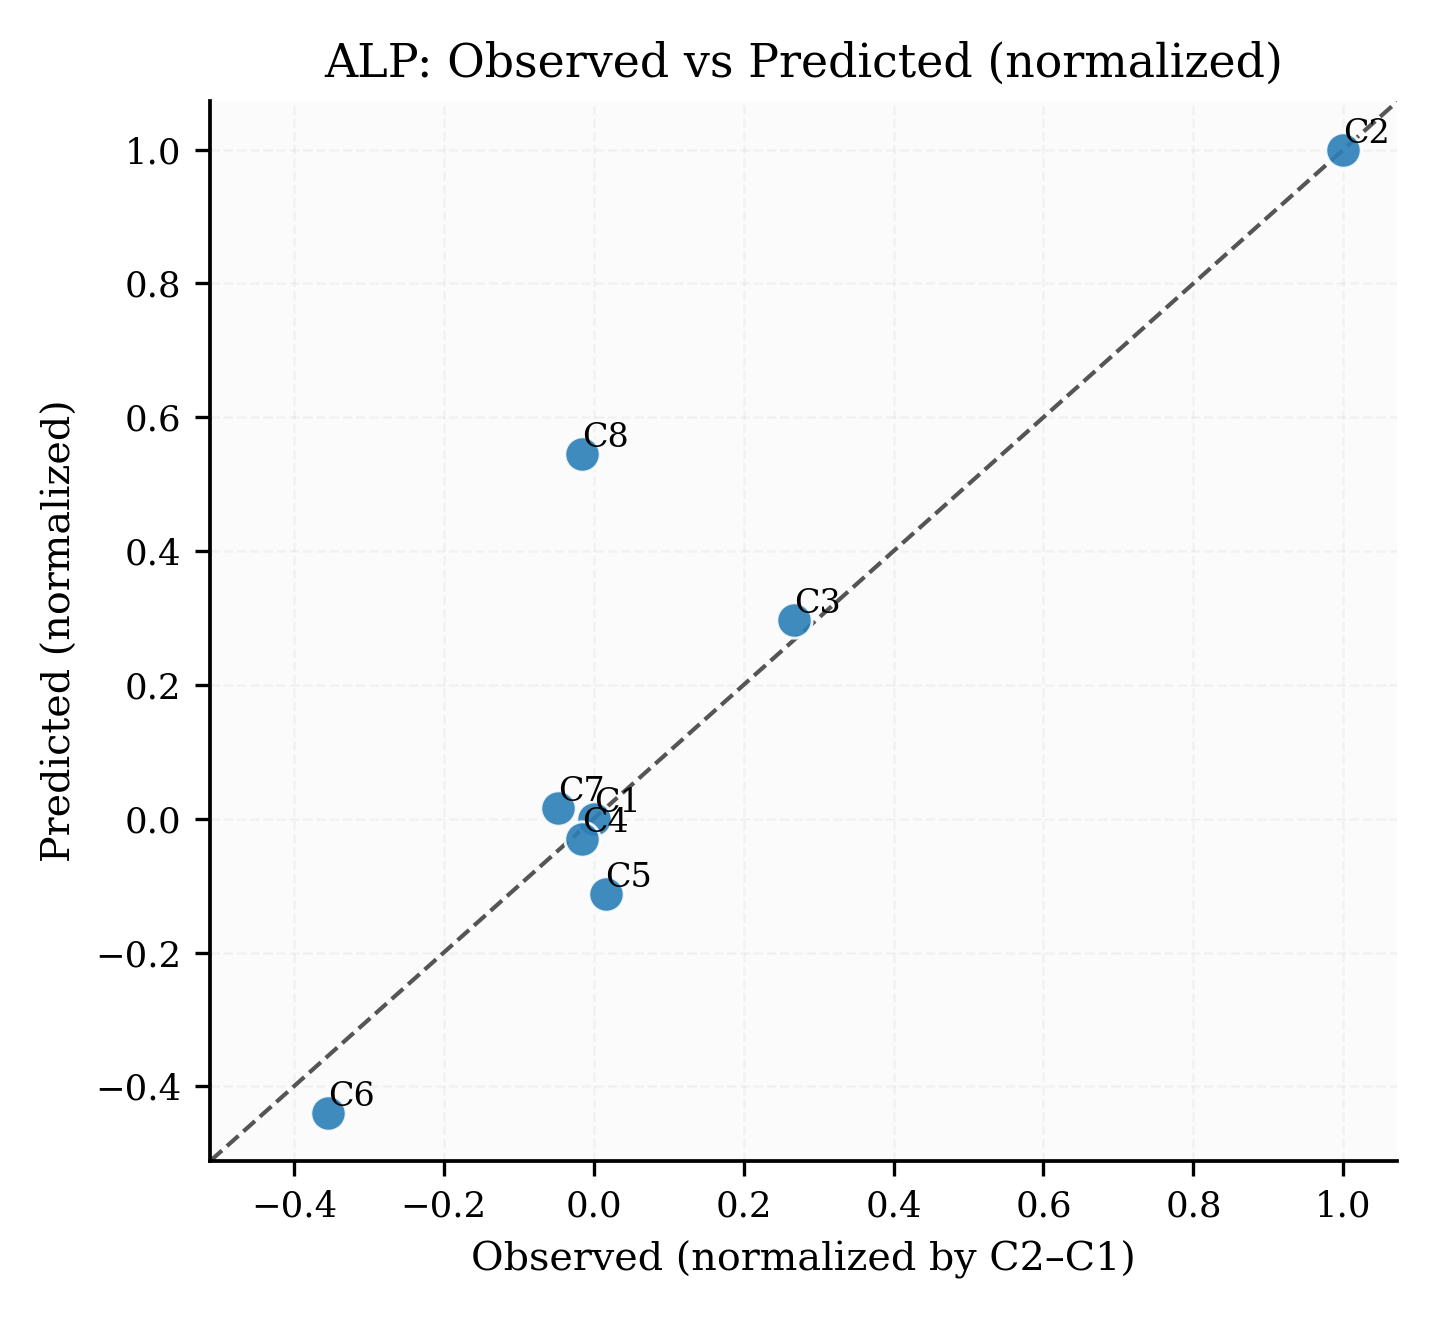 ALP: Observed vs Predicted (normalized)
C2
1.0
0.8
0.6
C8
0.4
C3
0.2
C7
C1
C4
0.0
C5
−0.2
−0.4
C6
Predicted (normalized)
−0.4 −0.2 0.0 0.2 0.4 0.6 0.8 1.0
Observed (normalized by C2–C1)